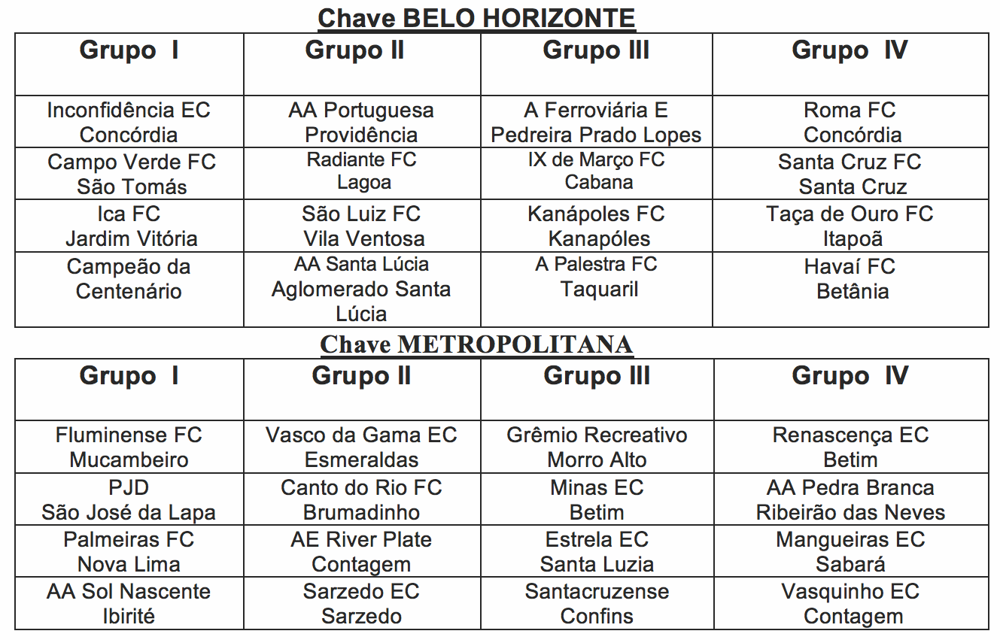 Chave BELO HORIZONTE
Grupo I
Grupo II
Grupo III
Grupo IV
Inconfidência EC
Concórdia
AA Portuguesa
Providência
A Ferroviária E
Pedreira Prado Lopes
Roma FC
Concórdia
Campo Verde FC
São Tomás
Radiante FC
Lagoa
IX de Março FC
Cabana
Santa Cruz FC
Santa Cruz
Ica FC
Jardim Vitória
São Luiz FC
Vila Ventosa
Kanápoles FC
Kanapóles
Taça de Ouro FC
Itapoã
Campeão da
Centenário
AA Santa Lúcia
Aglomerado Santa
Lúcia
A Palestra FC
Taquaril
Havaí FC
Betânia
Chave METROPOLITANA
Grupo I
Grupo II
Grupo III
Grupo IV
Fluminense FC
Mucambeiro
Vasco da Gama EC
Esmeraldas
Grêmio Recreativo
Morro Alto
Renascença EC
Betim
PJD
São José da Lapa
Canto do Rio FC
Brumadinho
Minas EC
Betim
AA Pedra Branca
Ribeirão das Neves
Palmeiras FC
Nova Lima
AE River Plate
Contagem
Estrela EC
Santa Luzia
Mangueiras EC
Sabará
AA Sol Nascente
Ibirité
Sarzedo EC
Sarzedo
Santacruzense
Confins
Vasquinho EC
Contagem